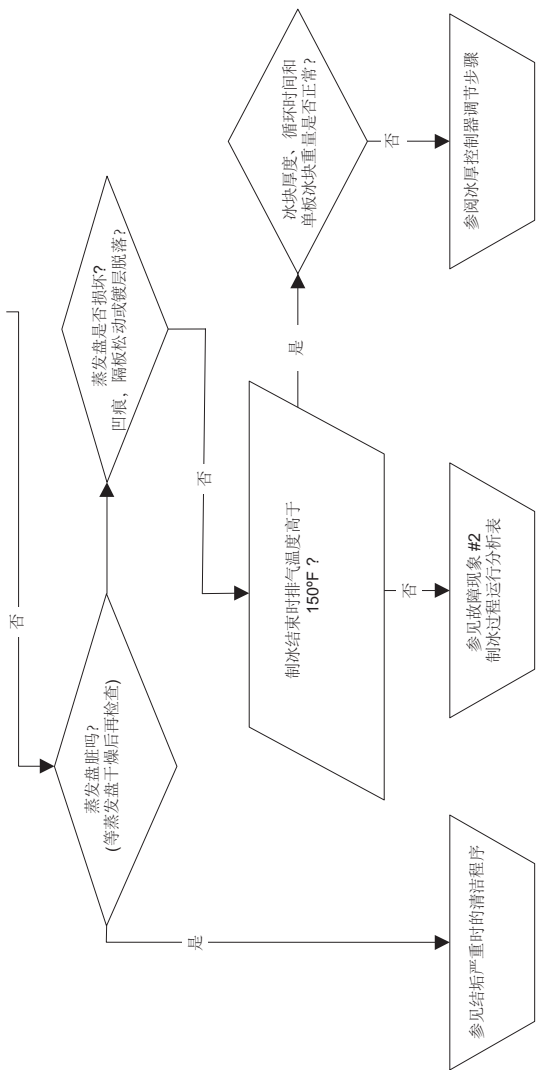 否
蒸发盘脏吗?
(等蒸发盘干燥后再检查)
是
参见结垢严重时的清洁程序
蒸发盘是否损坏?
凹痕，隔板松动或镀层脱落?
否
制冰结束时排气温度高于
150ºF ?
否
参见故障现象 #2
制冰过程运行分析表
是
冰块厚度、循环时间和
单板冰块重量是否正常?
否
参阅冰厚控制器调节步骤